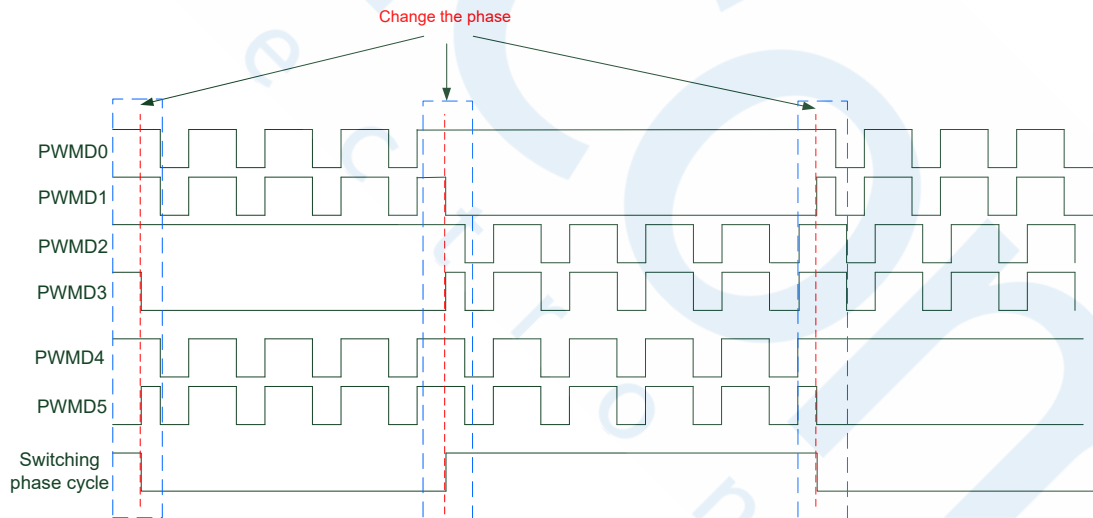 Change the phase
PWMD0
PWMD1
PWMD2
PWMD3
PWMD4
PWMD5
Switching
phase cycle
e
c
t
r
o
n